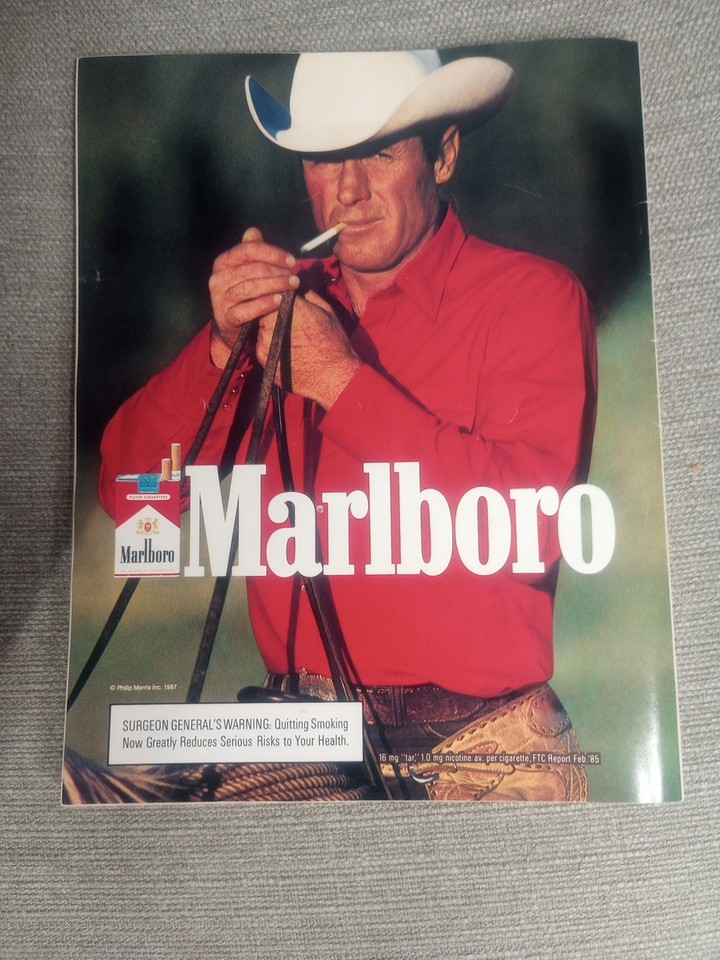 FILTER CIGARETTES
Marlboro
Marlboro
© Philip Morris Inc. 1987
SURGEON GENERAL'S WARNING: Quitting Smoking
Now Greatly Reduces Serious Risks to Your Health.
16 mg "tar," 1.0 mg nicotine av. per cigarette, FTC Report Feb.'85